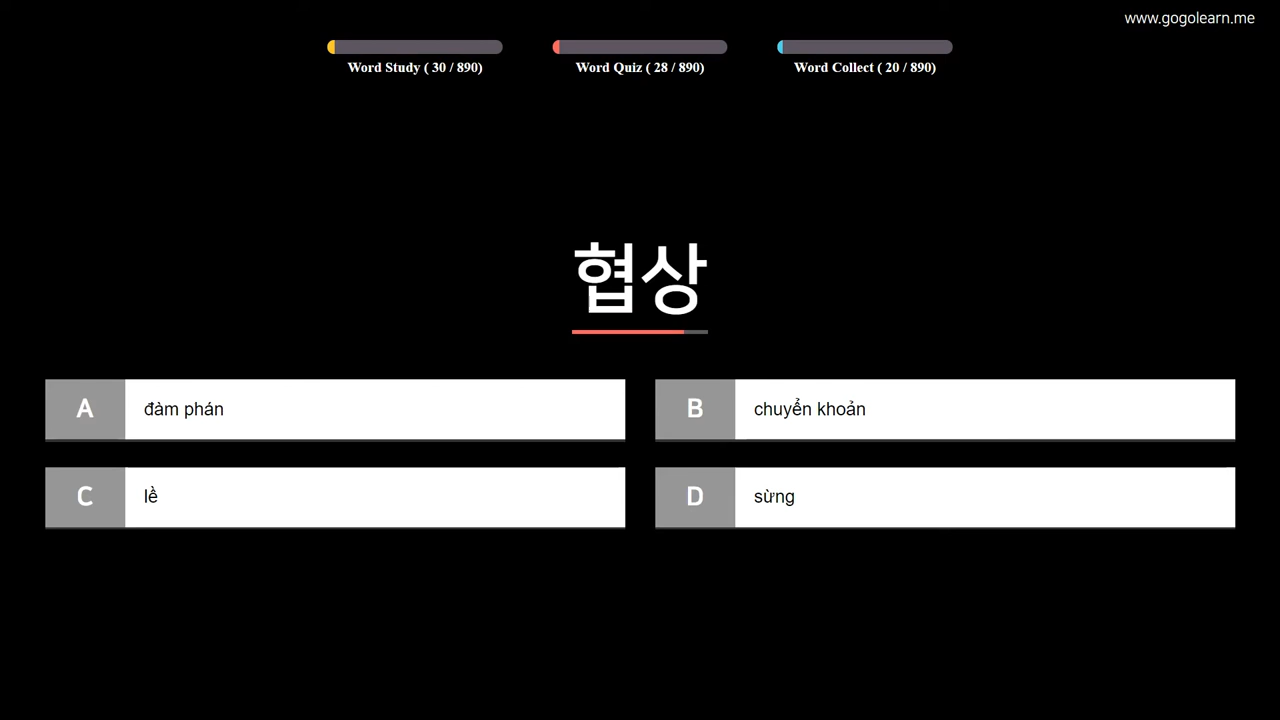 www.gogolearn.me
Word Study ( 30 / 890)
Word Quiz ( 28 / 890)
Word Collect ( 20 / 890)
협상
A đàm phán
B chuyển khoản
C lề
D sừng